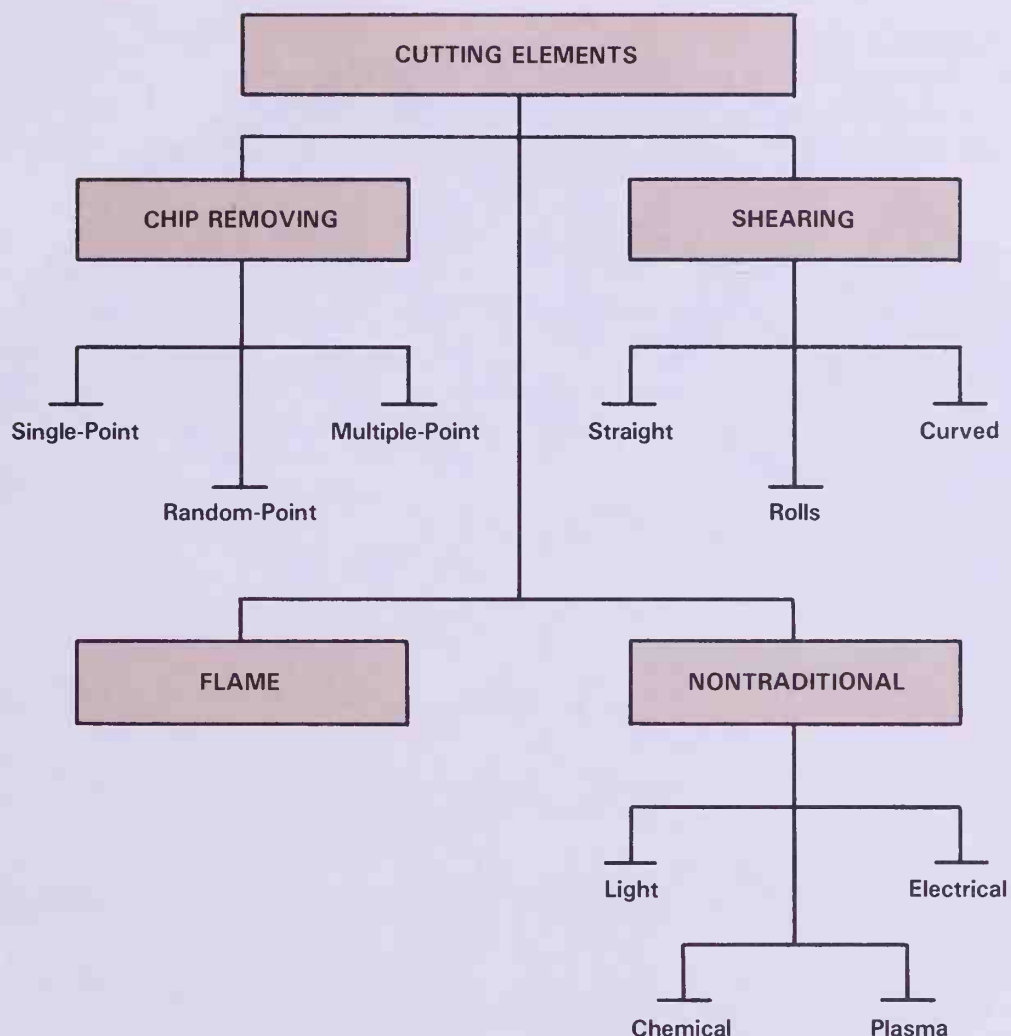 CUTTING ELEMENTS
CHIP REMOVING
SHEARING
Single-Point
Multiple-Point
Straight
Curved
Random-Point
Rolls
FLAME
NONTRADITIONAL
Light
Electrical
Chemical
Plasma